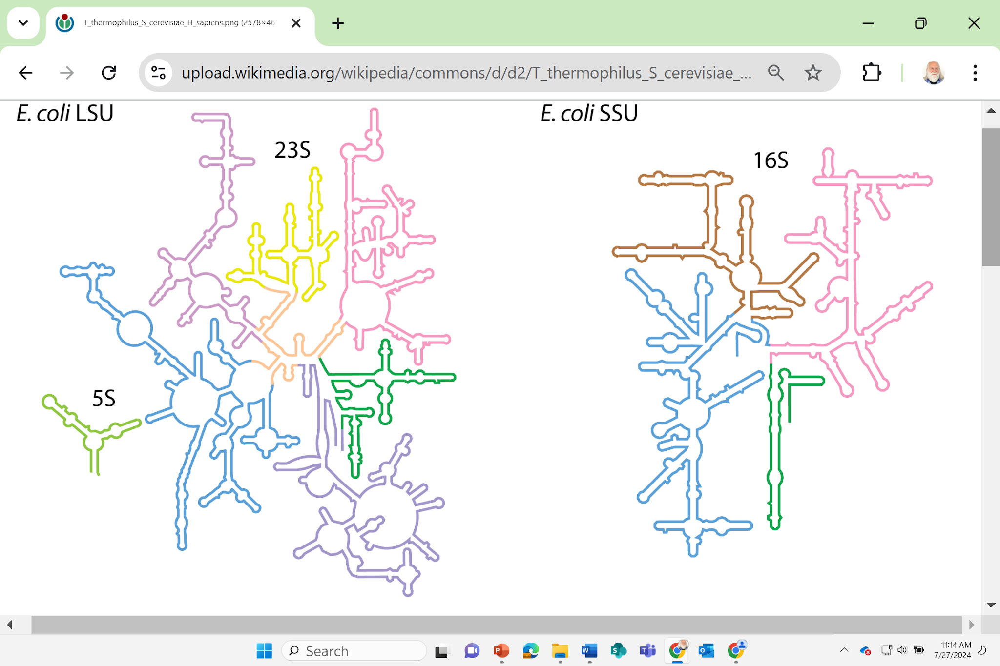 T_thermophilus_S_cerevisiae_H_sapiens.png (2578×46
upload.wikimedia.org/wikipedia/commons/d/d2/T_thermophilus_S_cerevisiae_...
E. coli LSU
E. coli SSU
23S
16S
5S
Search
11:14 AM
7/27/2024